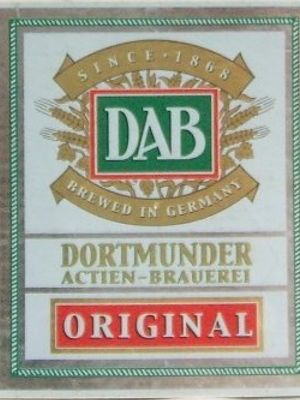 SINCE·1868
DAB
BREWED IN GERMANY
DORTMUNDER
ACTIEN-BRAUEREI
ORIGINAL